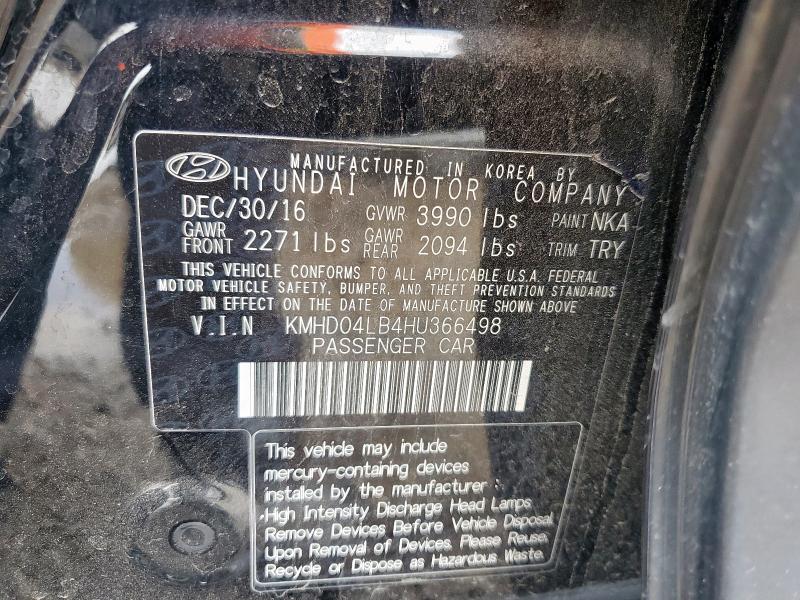 MANUFACTURED IN KOREA BY
HYUNDAI MOTOR COMPANY
DEC/30/16 GVWR 3990 lbs PAINT NKA
GAWR FRONT 2271 lbs GAWR REAR 2094 lbs TRIM TRY
THIS VEHICLE CONFORMS TO ALL APPLICABLE U.S.A. FEDERAL
MOTOR VEHICLE SAFETY, BUMPER, AND THEFT PREVENTION STANDARDS
IN EFFECT ON THE DATE OF MANUFACTURE SHOWN ABOVE
V.I.N KMHD04LB4HU366498
PASSENGER CAR
This vehicle may include
mercury-containing devices
installed by the manufacturer :
-High Intensity Discharge Head Lamps
Remove Devices Before Vehicle Disposal.
Upon Removal of Devices, Please Reuse,
Recycle or Dispose as Hazardous Waste.